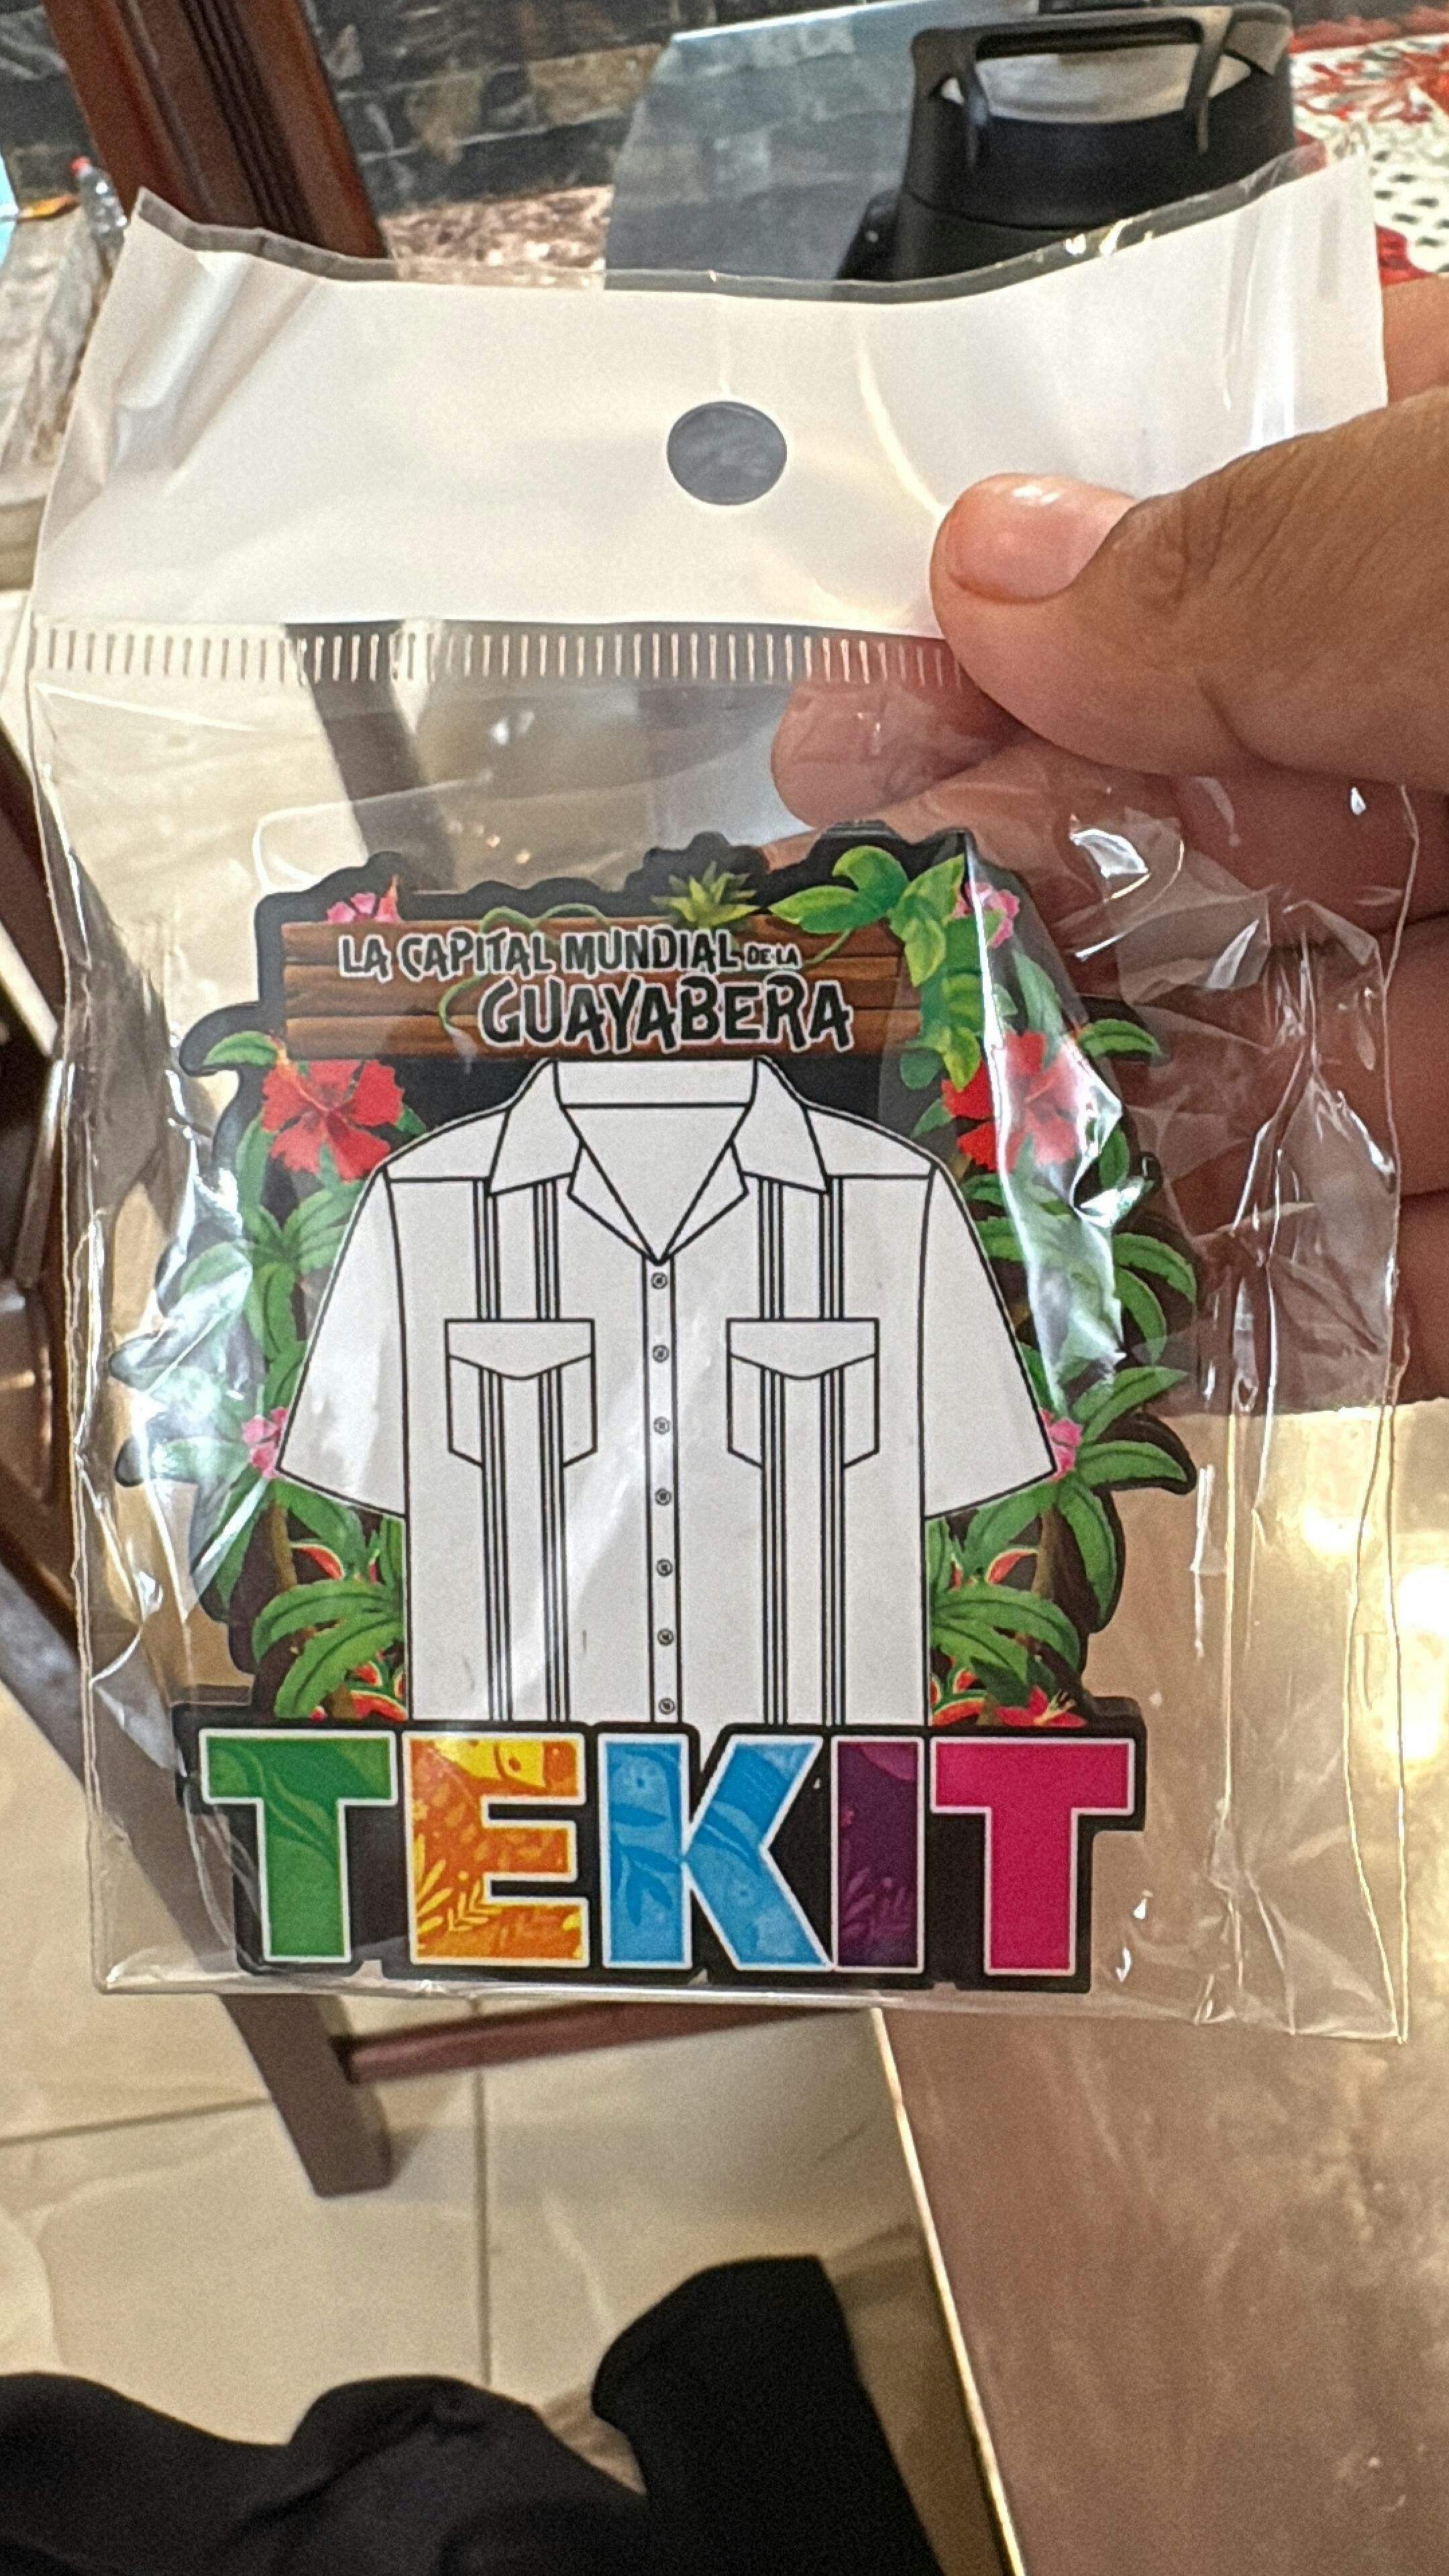 LA CAPITAL MUNDIAL DE LA
GUAYABERA
TEKIT